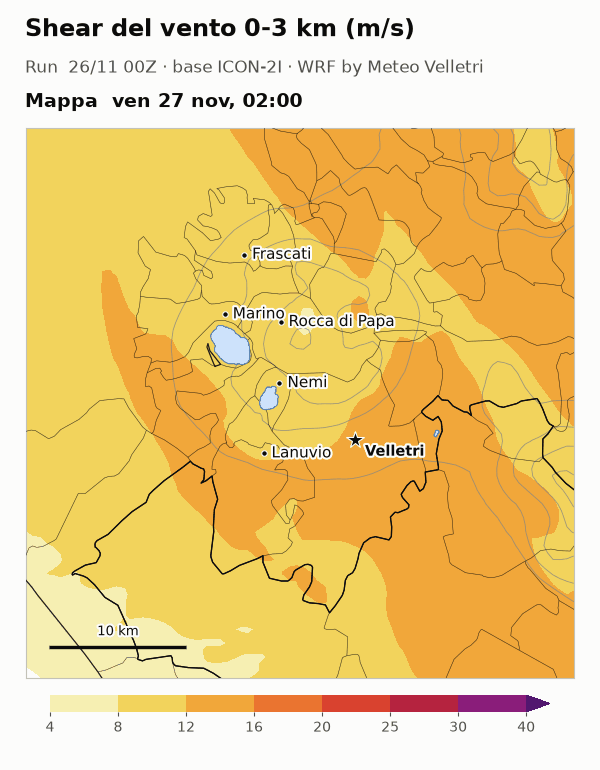 Shear del vento 0-3 km (m/s)
Run  26/11 00Z · base ICON-2I · WRF by Meteo Velletri
Mappa  ven 27 nov, 02:00
Frascati
Marino
Rocca di Papa
Nemi
Velletri
Lanuvio
10 km
4 8 12 16 20 25 30 40